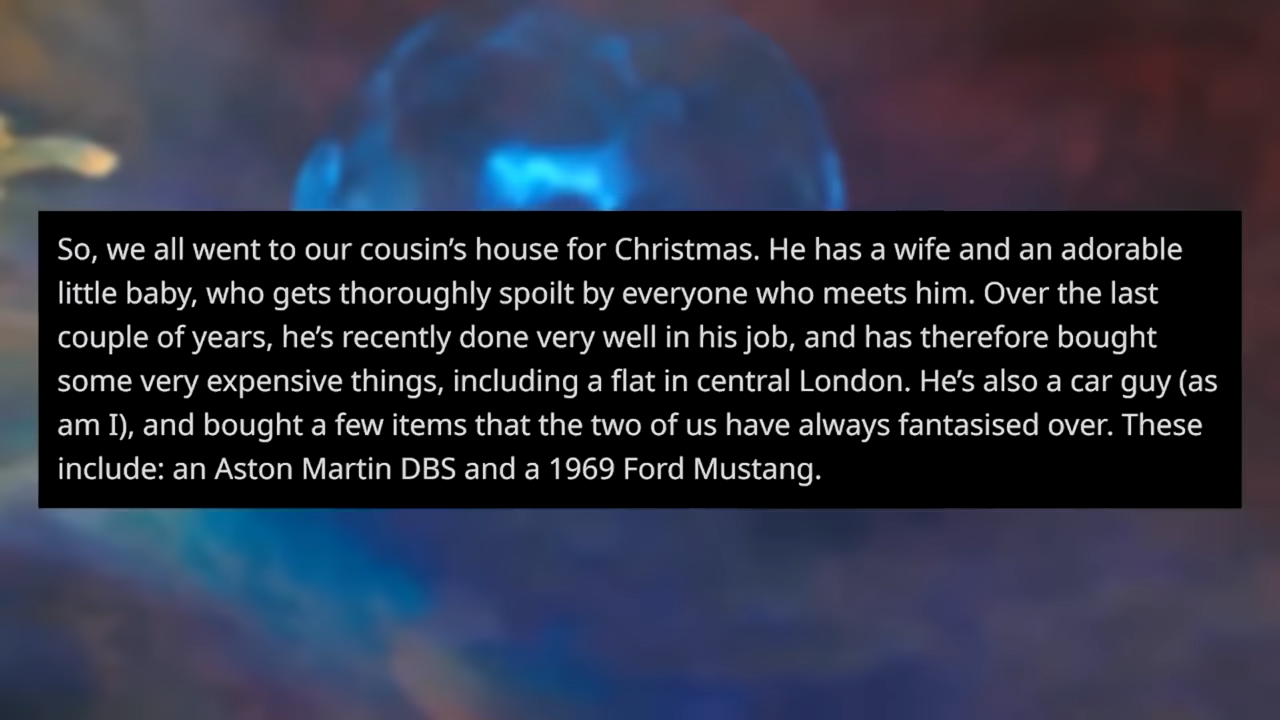 So, we all went to our cousin’s house for Christmas. He has a wife and an adorable
little baby, who gets thoroughly spoilt by everyone who meets him. Over the last
couple of years, he’s recently done very well in his job, and has therefore bought
some very expensive things, including a flat in central London. He’s also a car guy (as
am I), and bought a few items that the two of us have always fantasised over. These
include: an Aston Martin DBS and a 1969 Ford Mustang.